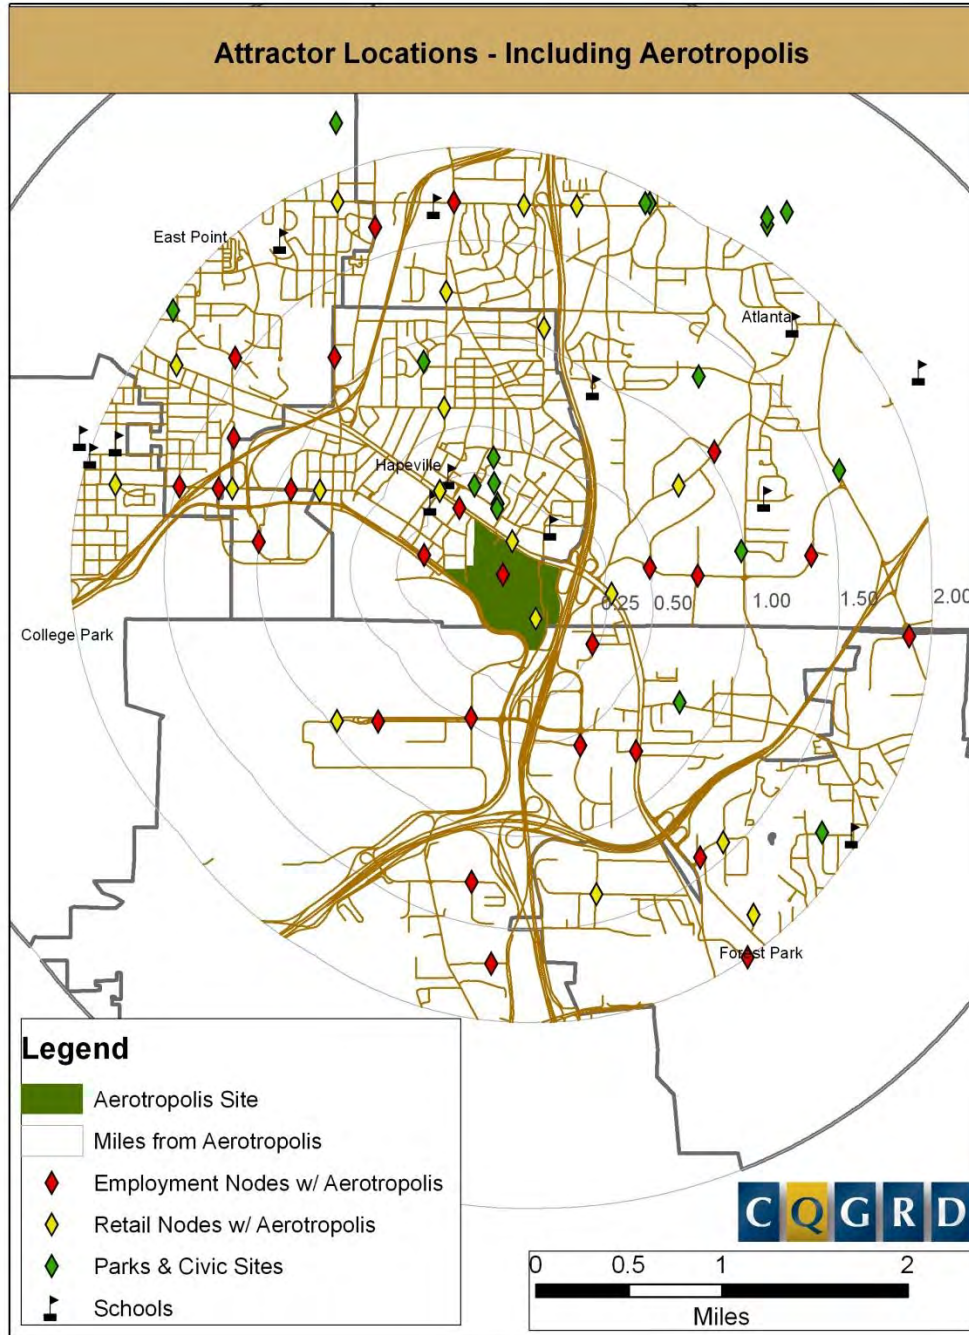 Attractor Locations - Including Aerotropolis
East Point
Atlanta
Hapeville
0.25
0.50
1.00
1.50
2.00
College Park
Forest Park
Legend
Aerotropolis Site
Miles from Aerotropolis
Employment Nodes w/ Aerotropolis
Retail Nodes w/ Aerotropolis
Parks & Civic Sites
Schools
CQGRD
0 0.5 1 2
Miles